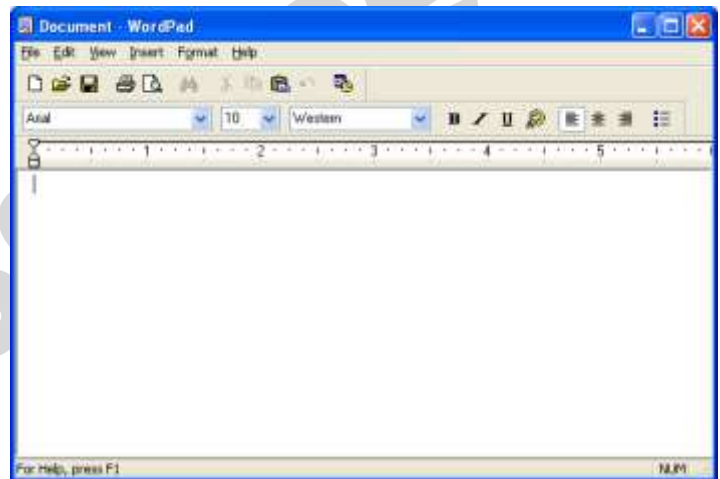 Document - WordPad
File Edit View Insert Format Help
Arial 10 Western B / U
1 2 3 4 5
For Help, press F1 NUM